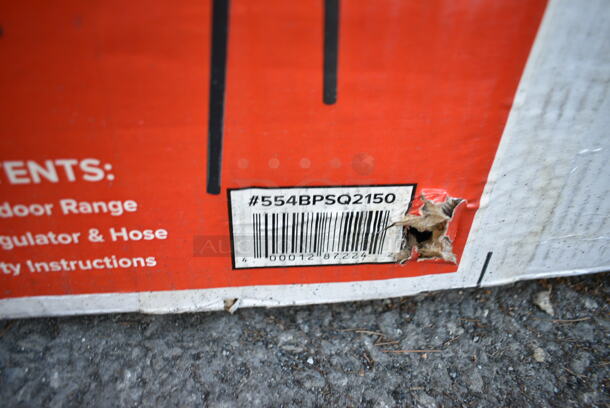 TENTS:
door Range
gulator & Hose
ty Instructions
#554BPSQ2150
4 00012 87224